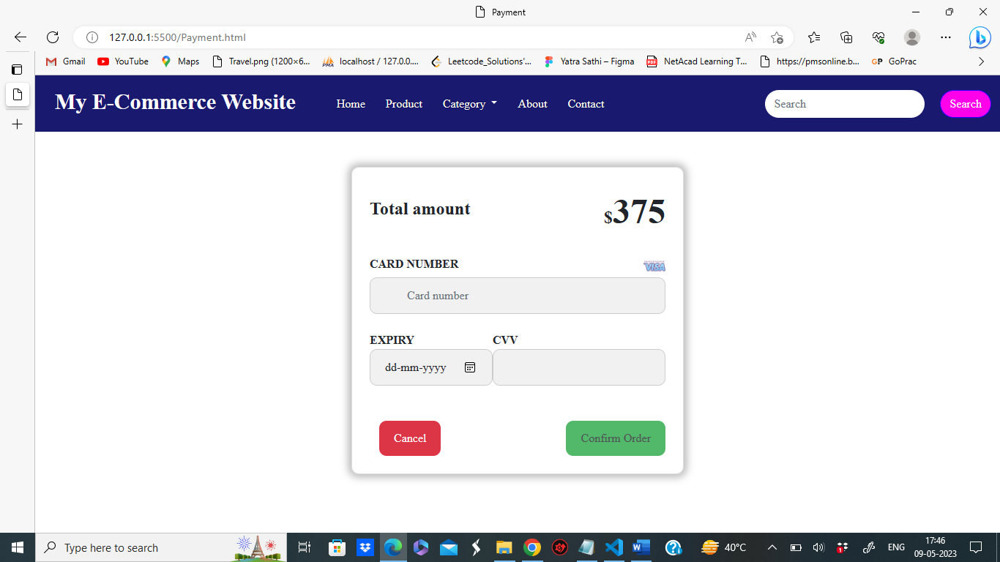 Payment
127.0.0.1:5500/Payment.html
Gmail YouTube Maps Travel.png (1200×6... localhost / 127.0.0.... Leetcode_Solutions'... Yatra Sathi – Figma NetAcad Learning T... https://pmsonline.b... GP GoPrac
My E-Commerce Website Home Product Category About Contact Search Search
Total amount $375
CARD NUMBER VISA
Card number
EXPIRY CVV
dd-mm-yyyy
Cancel Confirm Order
Type here to search 40°C ENG 17:46
09-05-2023